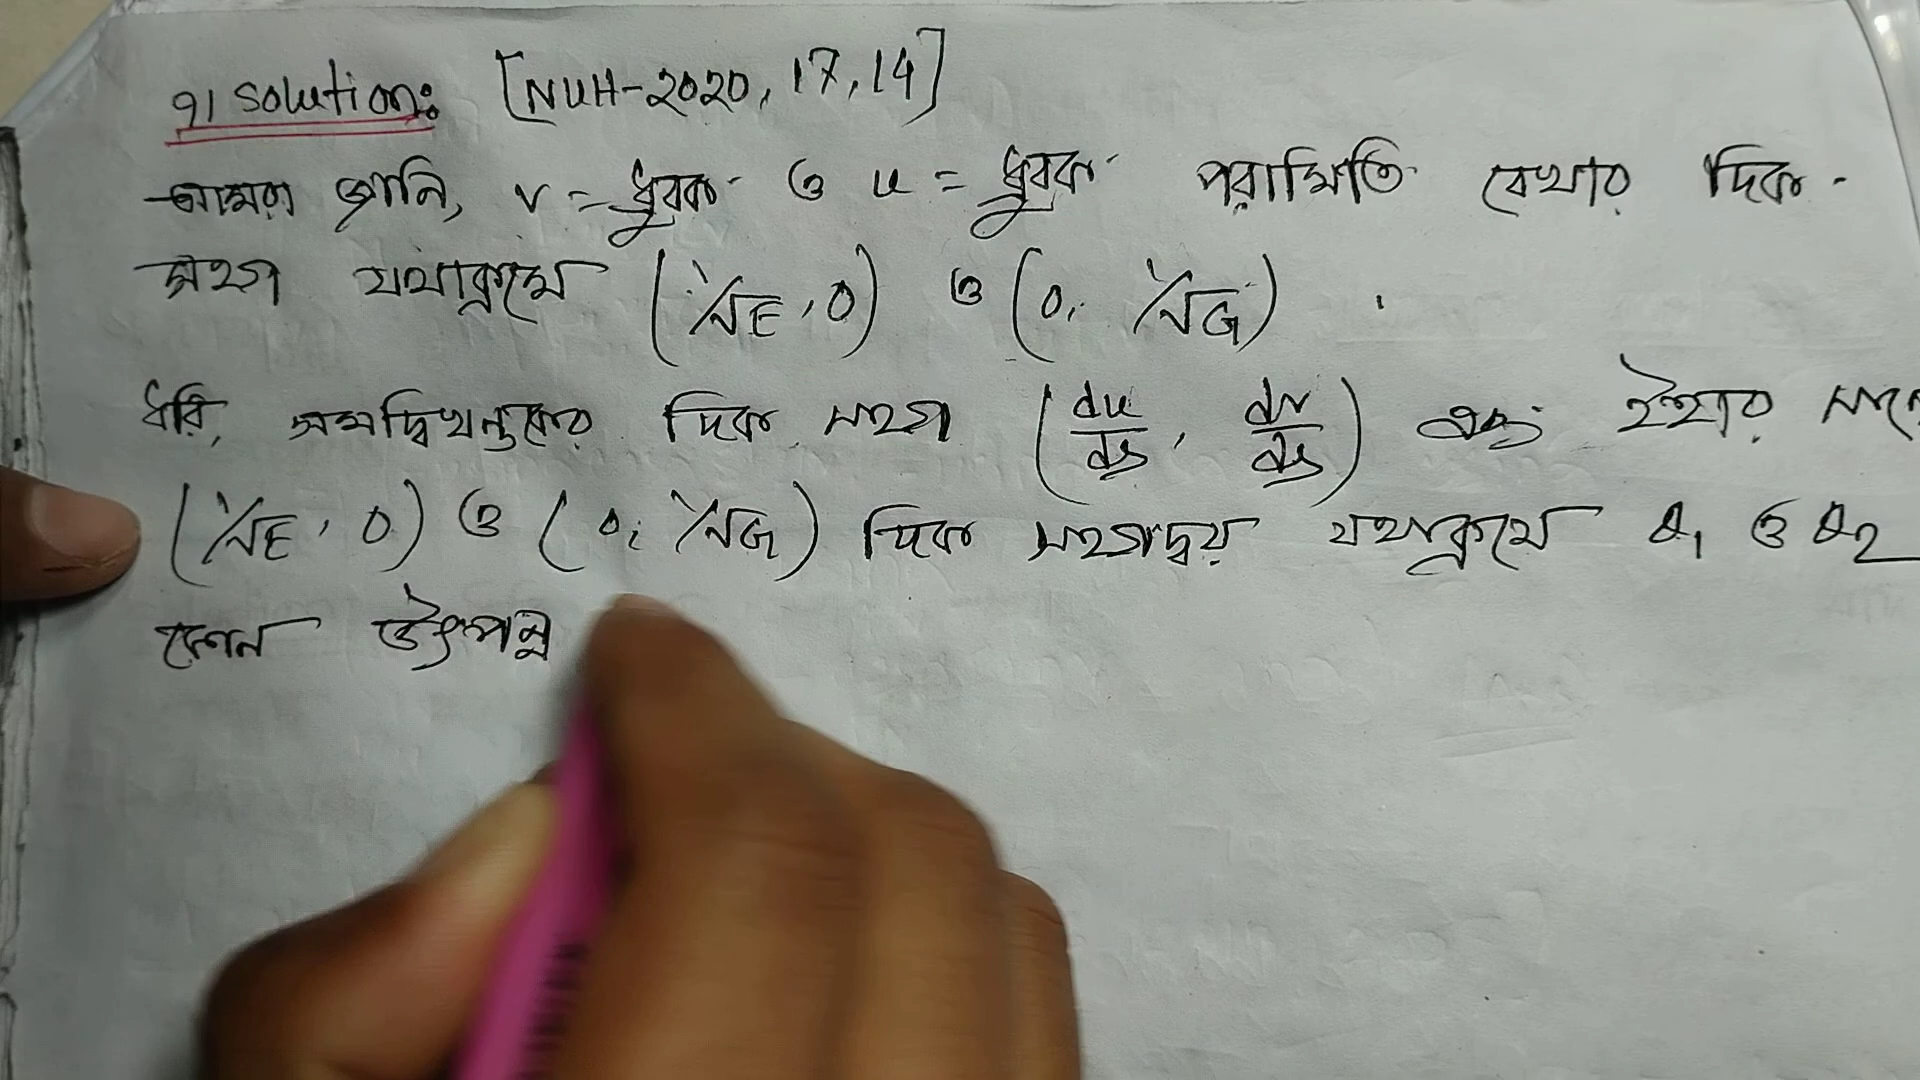 ৭। Solution: [NUH-2020, 17, 14]
আমরা জানি, v = ধ্রুবক ও u = ধ্রুবক পরামিতি রেখার দিক
সহগ যথাক্রমে (1/√E, 0) ও (0, 1/√G)
ধরি, সমদ্বিখন্ডকের দিক সহগ (du/ds, dv/ds) এবং ইহার সাথে
(1/√E, 0) ও (0, 1/√G) দিক সহগদ্বয় যথাক্রমে θ₁ ও θ₂
কোন উৎপন্ন